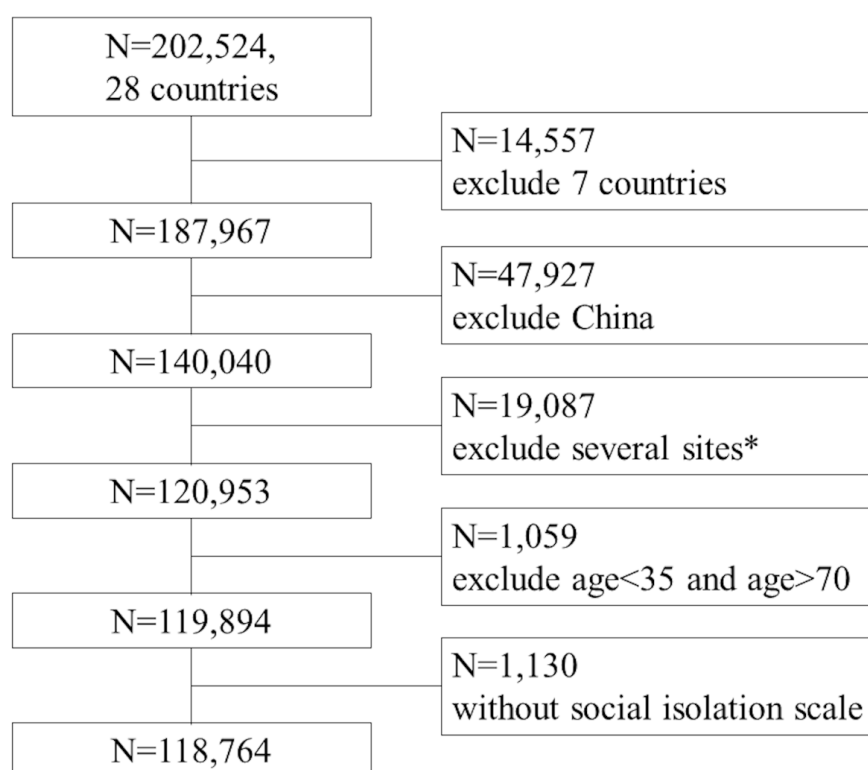 N=202,524,
28 countries
N=14,557
exclude 7 countries
N=187,967
N=47,927
exclude China
N=140,040
N=19,087
exclude several sites*
N=120,953
N=1,059
exclude age<35 and age>70
N=119,894
N=1,130
without social isolation scale
N=118,764